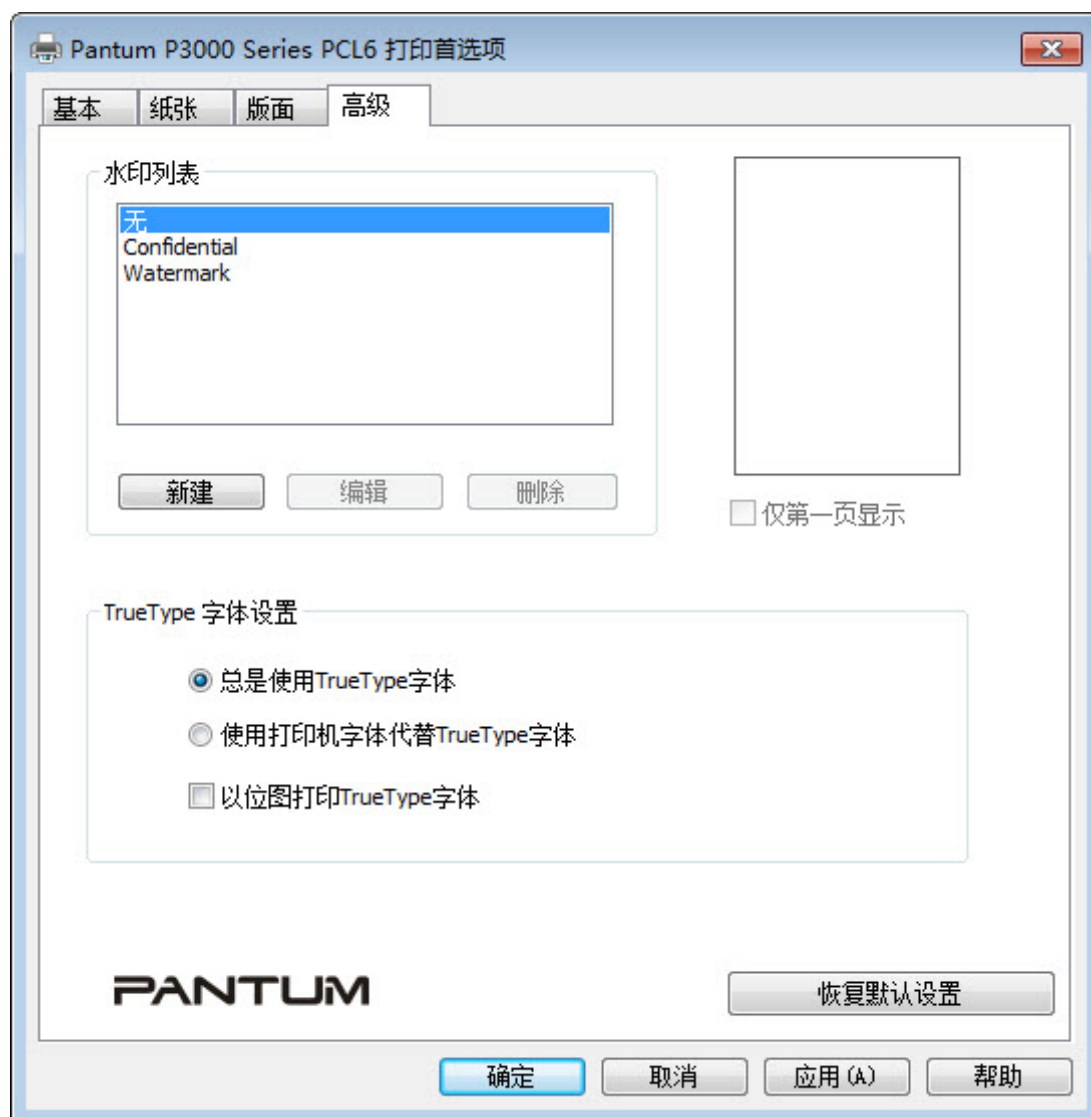 Pantum P3000 Series PCL6 打印首选项
基本 纸张 版面 高级
水印列表
无
Confidential
Watermark
新建 编辑 删除
仅第一页显示
TrueType 字体设置
总是使用TrueType字体
使用打印机字体代替TrueType字体
以位图打印TrueType字体
PANTUM
恢复默认设置
确定 取消 应用(A) 帮助